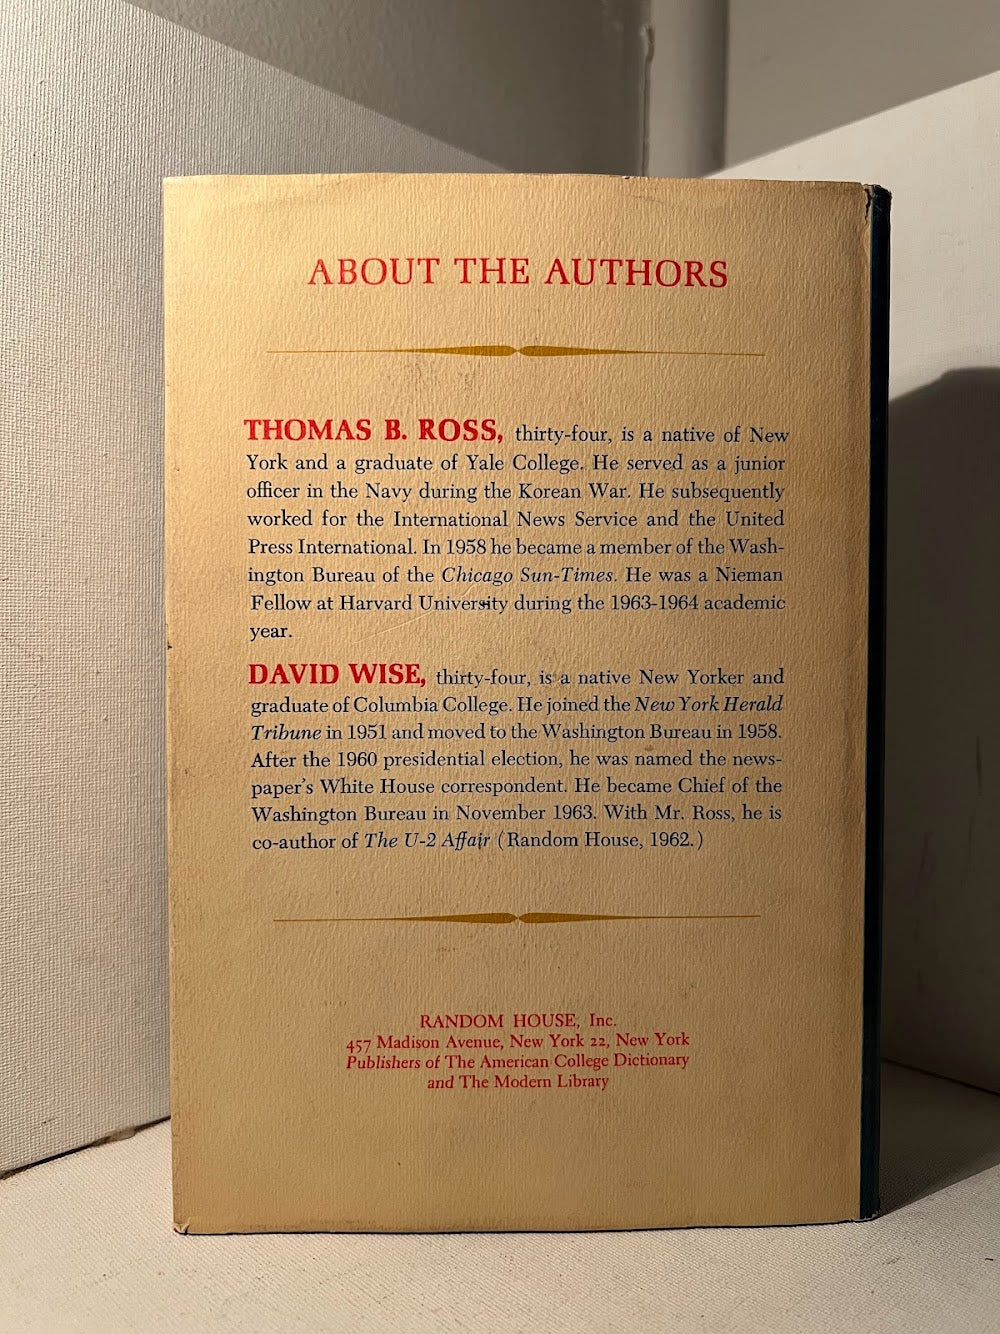 ABOUT THE AUTHORS
THOMAS B. ROSS, thirty-four, is a native of New
York and a graduate of Yale College. He served as a junior
officer in the Navy during the Korean War. He subsequently
worked for the International News Service and the United
Press International. In 1958 he became a member of the Wash-
ington Bureau of the Chicago Sun-Times. He was a Nieman
Fellow at Harvard University during the 1963-1964 academic
year.
DAVID WISE, thirty-four, is a native New Yorker and
graduate of Columbia College. He joined the New York Herald
Tribune in 1951 and moved to the Washington Bureau in 1958.
After the 1960 presidential election, he was named the news-
paper's White House correspondent. He became Chief of the
Washington Bureau in November 1963. With Mr. Ross, he is
co-author of The U-2 Affair (Random House, 1962.)
RANDOM HOUSE, Inc.
457 Madison Avenue, New York 22, New York
Publishers of The American College Dictionary
and The Modern Library